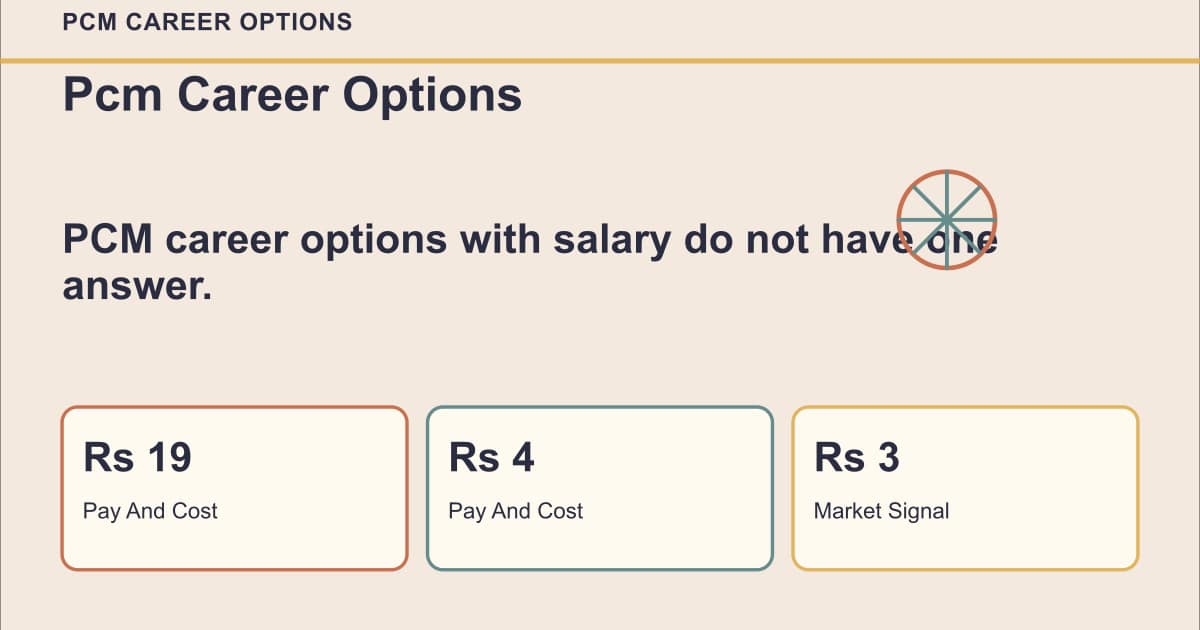 PCM CAREER OPTIONS
Pcm Career Options
PCM career options with salary do not have one
answer.
Rs 19
Pay And Cost
Rs 4
Pay And Cost
Rs 3
Market Signal